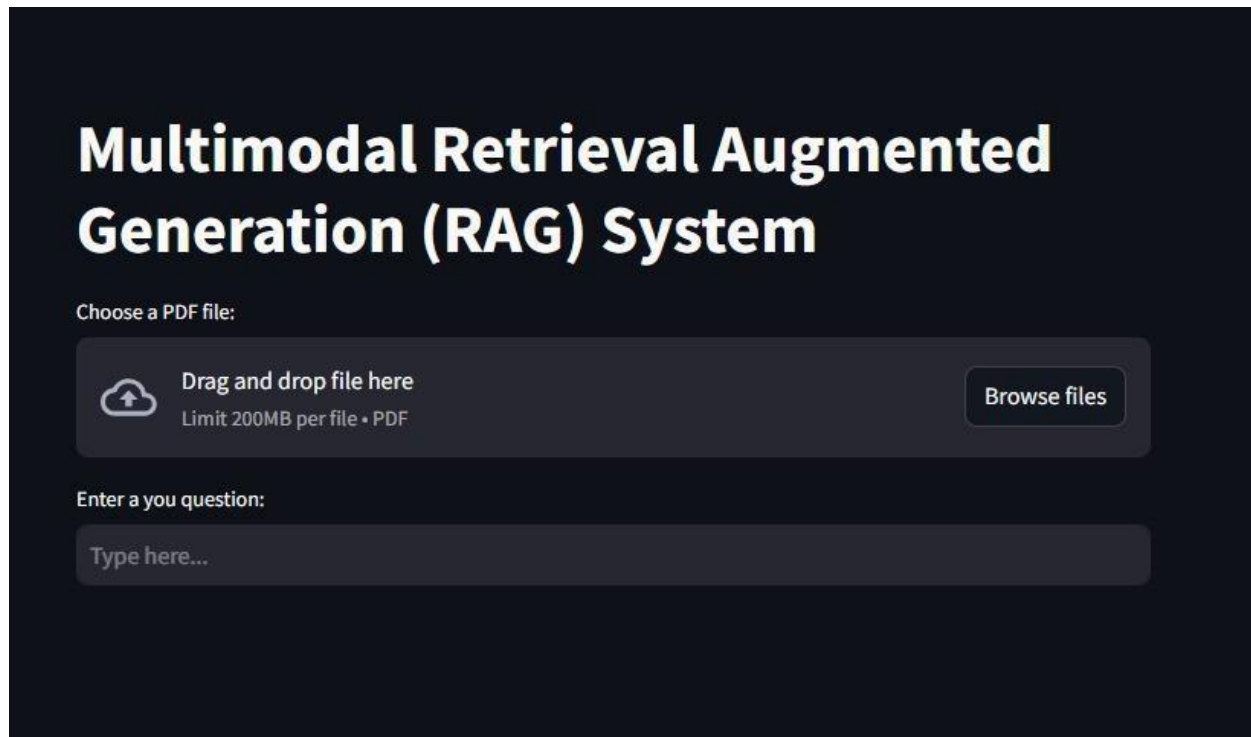 Multimodal Retrieval Augmented
Generation (RAG) System
Choose a PDF file:
Drag and drop file here
Limit 200MB per file • PDF
Browse files
Enter a you question:
Type here...